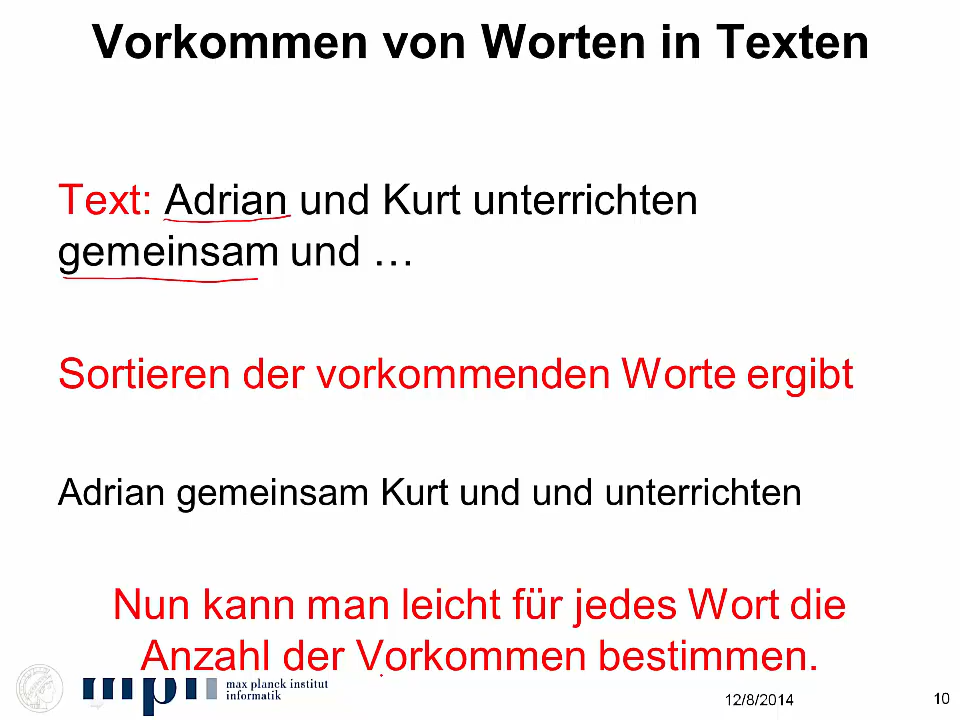 Vorkommen von Worten in Texten
Text: Adrian und Kurt unterrichten
gemeinsam und …
Sortieren der vorkommenden Worte ergibt
Adrian gemeinsam Kurt und und unterrichten
Nun kann man leicht für jedes Wort die
Anzahl der Vorkommen bestimmen.
max planck institut
informatik
12/8/2014
10